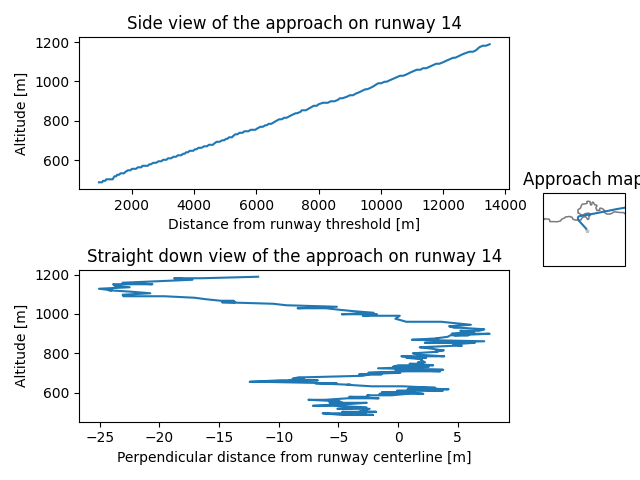 Side view of the approach on runway 14
1200
1000
800
600
Altitude [m]
2000 4000 6000 8000 10000 12000 14000
Distance from runway threshold [m]
Approach map
Straight down view of the approach on runway 14
1200
1000
800
600
Altitude [m]
−25 −20 −15 −10 −5 0 5
Perpendicular distance from runway centerline [m]